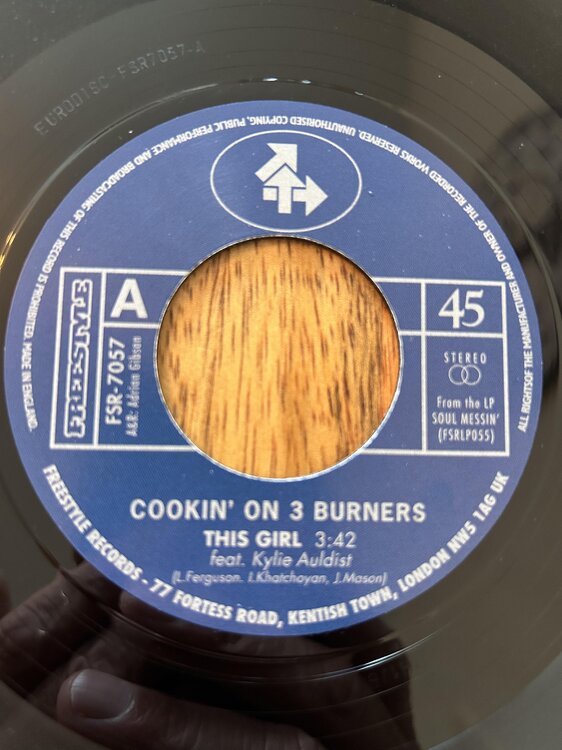 EURODISC FSR7057-A
ALL RIGHTSOF THE MANUFACTURER AND OWNER OF THE RECORDED WORKS RESERVED. UNAUTHORISED COPYING, PUBLIC PERFORMANCE AND BROADCASTING OF THIS RECORD IS PROHIBITED. MADE IN ENGLAND.
FREESTYLE
A
FSR-7057
A&R: Adrian Gibson
45
STEREO
From the LP
SOUL MESSIN'
(FSRLP055)
COOKIN' ON 3 BURNERS
THIS GIRL 3:42
feat. Kylie Auldist
(L.Ferguson. I.Khatchoyan, J.Mason)
FREESTYLE RECORDS - 77 FORTESS ROAD, KENTISH TOWN, LONDON NW5 1AG UK